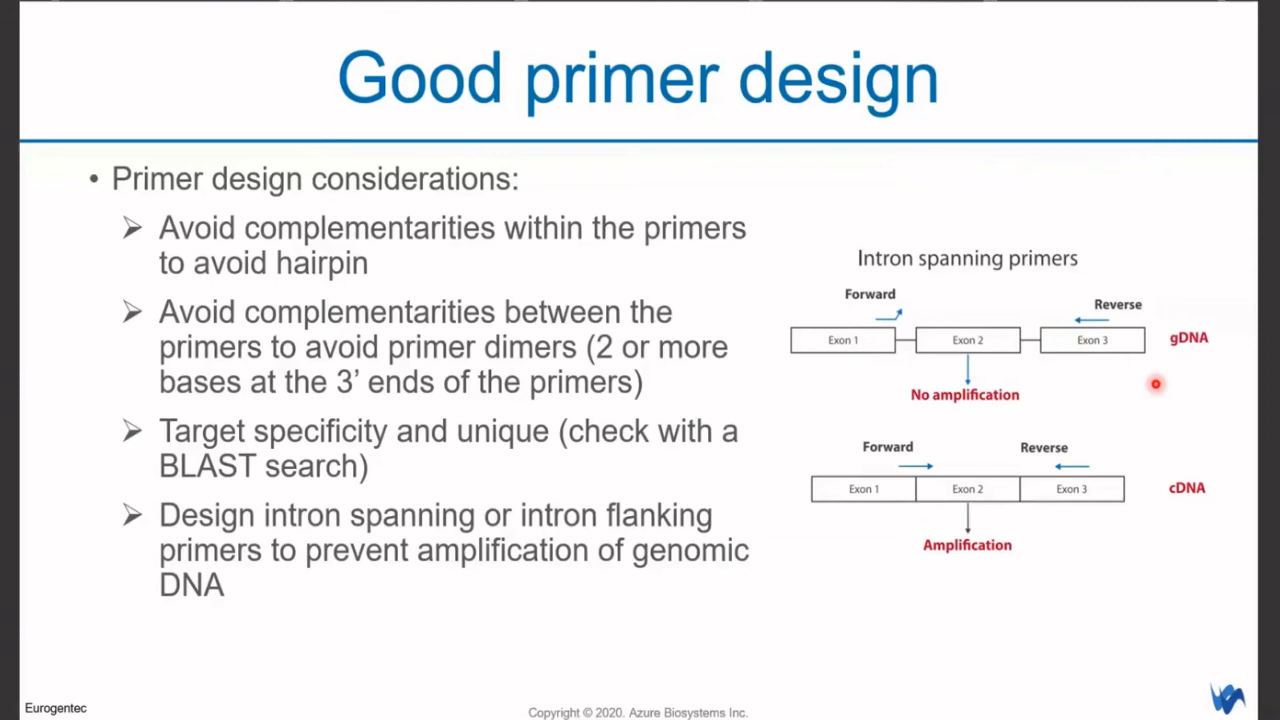 Good primer design
• Primer design considerations:
➢ Avoid complementarities within the primers
to avoid hairpin
➢ Avoid complementarities between the
primers to avoid primer dimers (2 or more
bases at the 3’ ends of the primers)
➢ Target specificity and unique (check with a
BLAST search)
➢ Design intron spanning or intron flanking
primers to prevent amplification of genomic
DNA
Intron spanning primers
Forward
Reverse
Exon 1
Exon 2
Exon 3
gDNA
No amplification
Forward
Reverse
Exon 1
Exon 2
Exon 3
cDNA
Amplification
Eurogentec
Copyright © 2020. Azure Biosystems Inc.